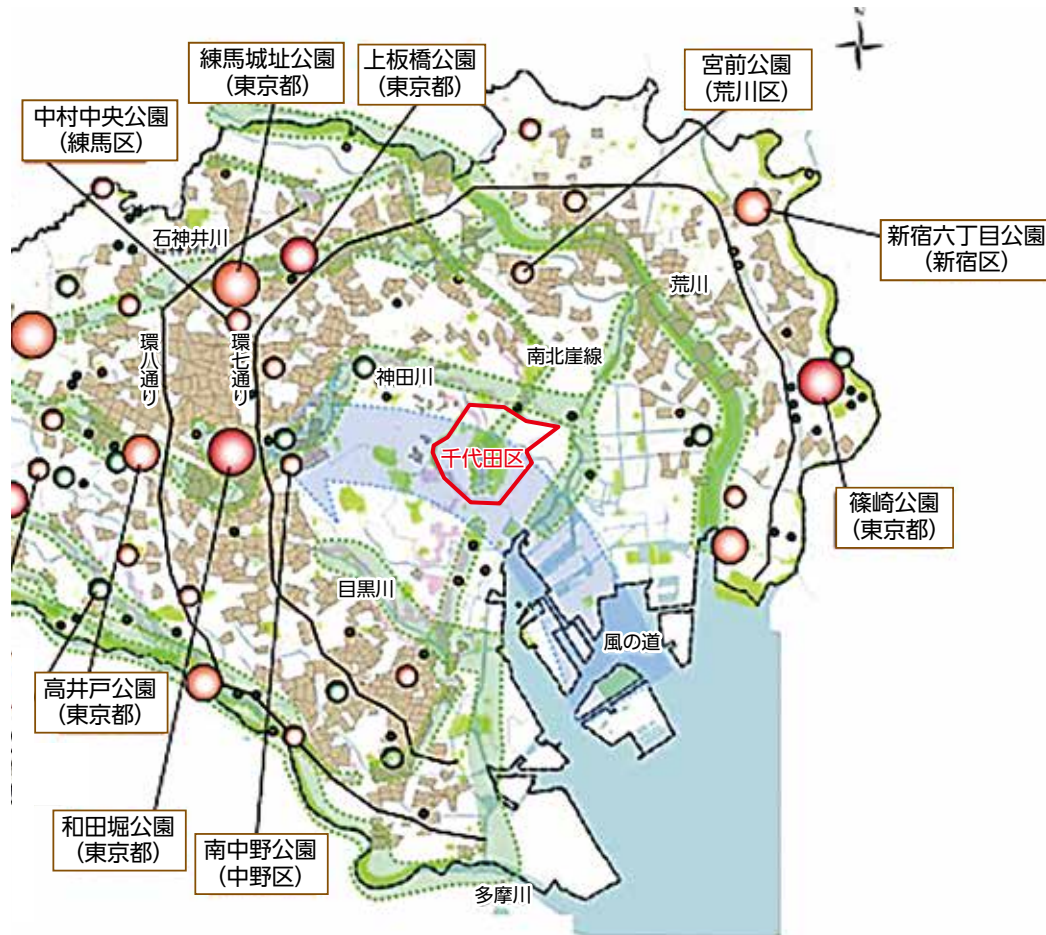 練馬城址公園
(東京都)
上板橋公園
(東京都)
宮前公園
(荒川区)
中村中央公園
(練馬区)
新宿六丁目公園
(新宿区)
石神井川
荒川
環八通り
環七通り
南北崖線
神田川
千代田区
篠崎公園
(東京都)
目黒川
風の道
高井戸公園
(東京都)
和田堀公園
(東京都)
南中野公園
(中野区)
多摩川